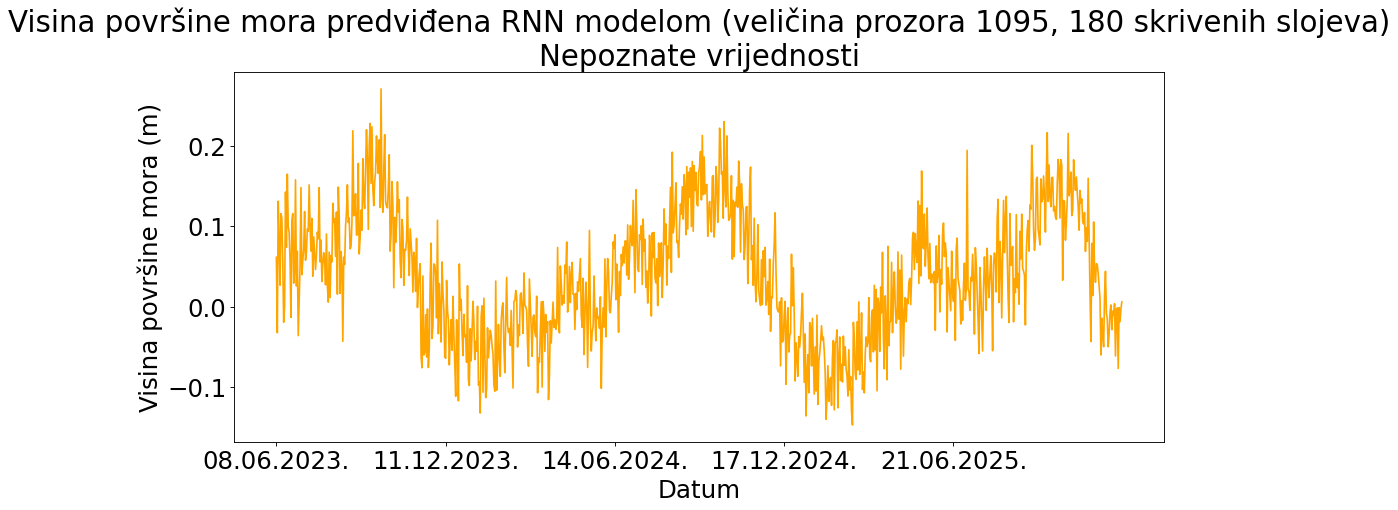 Visina površine mora predviđena RNN modelom (veličina prozora 1095, 180 skrivenih slojeva)
Nepoznate vrijednosti
Visina površine mora (m)
0.2
0.1
0.0
−0.1
08.06.2023. 11.12.2023. 14.06.2024. 17.12.2024. 21.06.2025.
Datum